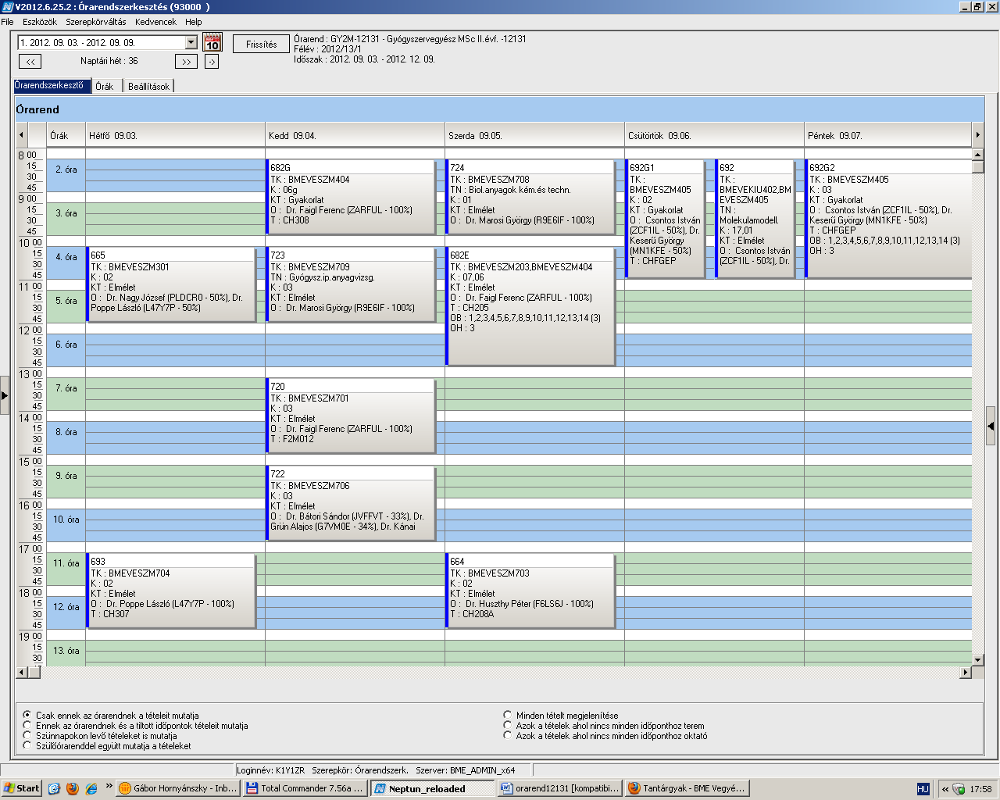 V2012.6.25.2 : Órarendszerkesztés (93000  )
File Eszközök Szerepkörváltás Kedvencek Help
1. 2012. 09. 03. - 2012. 09. 09.
10
Frissítés
Órarend : GY2M-12131 - Gyógyszervegyész MSc II.évf. -12131
Félév : 2012/13/1
Időszak : 2012. 09. 03. - 2012. 12. 09.
<< Naptári hét : 36 >> ->
Órarendszerkesztő Órák Beállítások
Órarend
Órák Hétfő 09.03. Kedd 09.04. Szerda 09.05. Csütörtök 09.06. Péntek 09.07.
8 00
15
30
45
9 00
15
30
45
10 00
15
30
45
11 00
15
30
45
12 00
15
30
45
13 00
15
30
45
14 00
15
30
45
15 00
15
30
45
16 00
15
30
45
17 00
15
30
45
18 00
15
30
45
19 00
15
30
45
2. óra
3. óra
4. óra
5. óra
6. óra
7. óra
8. óra
9. óra
10. óra
11. óra
12. óra
13. óra
665
TK : BMEVESZM301
K : 02
KT : Elmélet
O : Dr. Nagy József (PLDCR0 - 50%), Dr.
Poppe László (L47Y7P - 50%)
693
TK : BMEVESZM704
K : 02
KT : Elmélet
O : Dr. Poppe László (L47Y7P - 100%)
T : CH307
682G
TK : BMEVESZM404
K : 06g
KT : Gyakorlat
O : Dr. Faigl Ferenc (ZARFUL - 100%)
T : CH308
723
TK : BMEVESZM709
TN : Gyógysz.ip.anyagvizsg.
K : 03
KT : Elmélet
O : Dr. Marosi György (R9E6IF - 100%)
720
TK : BMEVESZM701
K : 03
KT : Elmélet
O : Dr. Faigl Ferenc (ZARFUL - 100%)
T : F2M012
722
TK : BMEVESZM706
K : 03
KT : Elmélet
O : Dr. Bátori Sándor (JVFFVT - 33%), Dr.
Grün Alajos (G7VM0E - 34%), Dr. Kánai
724
TK : BMEVESZM708
TN : Biol.anyagok kém.és techn.
K : 01
KT : Elmélet
O : Dr. Marosi György (R9E6IF - 100%)
682E
TK : BMEVESZM203,BMEVESZM404
K : 07,06
KT : Elmélet
O : Dr. Faigl Ferenc (ZARFUL - 100%)
T : CH205
OB : 1,2,3,4,5,6,7,8,9,10,11,12,13,14 (3)
OH : 3
664
TK : BMEVESZM703
K : 02
KT : Elmélet
O : Dr. Huszthy Péter (F6LS6J - 100%)
T : CH208A
692G1
TK :
BMEVESZM405
K : 02
KT : Gyakorlat
O : Csontos István
(ZCF1IL - 50%), Dr.
Keserű György
(MN1KFE - 50%)
T : CHFGEP
692
TK :
BMEVEKIU402,BM
EVESZM405
TN :
Molekulamodell.
K : 17,01
KT : Elmélet
O : Csontos István
(ZCF1IL - 50%), Dr.
692G2
TK : BMEVESZM405
K : 03
KT : Gyakorlat
O : Csontos István (ZCF1IL - 50%), Dr.
Keserű György (MN1KFE - 50%)
T : CHFGEP
OB : 1,2,3,4,5,6,7,8,9,10,11,12,13,14 (3)
OH : 3
Csak ennek az órarendnek a tételeit mutatja
Ennek az órarendnek és a tiltott időpontok tételeit mutatja
Szünnapokon levő tételeket is mutatja
Szülőórarenddel együtt mutatja a tételeket
Minden tételt megjelenítése
Azok a tételek ahol nincs minden időponthoz terem
Azok a tételek ahol nincs minden időponthoz oktató
Loginnév: K1Y1ZR Szerepkör: Órarendszerk. Szerver: BME_ADMIN_x64
Start » Gábor Hornyánszky - Inb... Total Commander 7.56a ... Neptun_reloaded orarend12131 [kompatibi... Tantárgyak - BME Vegyé... HU « 17:58